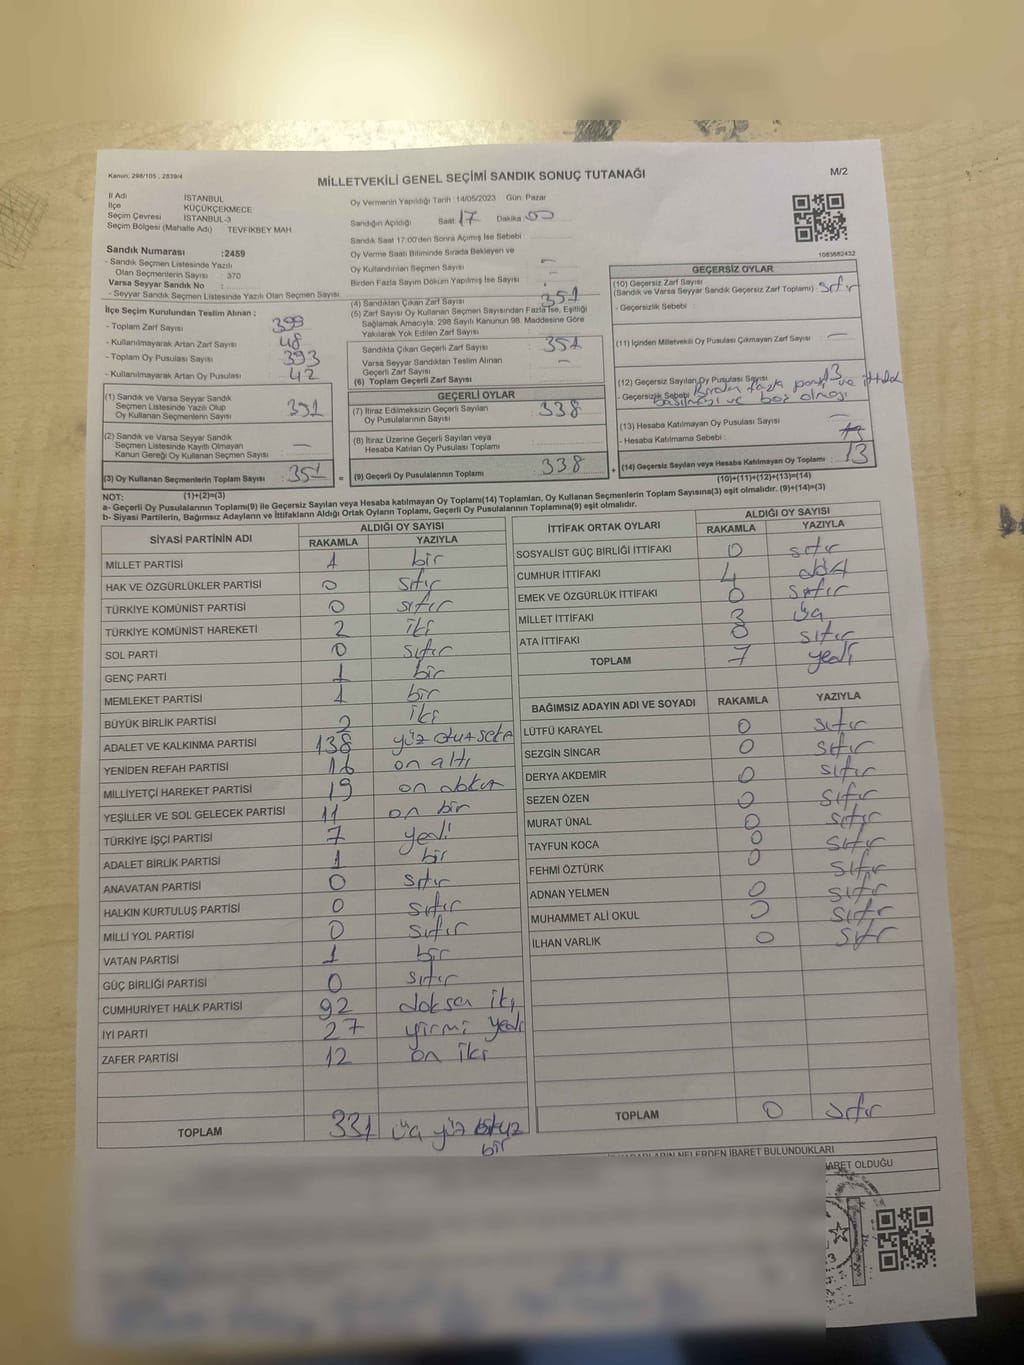 Kanun; 298/105 , 2839/4
MİLLETVEKİLİ GENEL SEÇİMİ SANDIK SONUÇ TUTANAĞI
M/2
İl Adı İSTANBUL
İlçe KÜÇÜKÇEKMECE
Seçim Çevresi İSTANBUL-3
Seçim Bölgesi (Mahalle Adı) TEVFİKBEY MAH.
Sandık Numarası :2459
- Sandık Seçmen Listesinde Yazılı
Olan Seçmenlerin Sayısı : 370
Varsa Seyyar Sandık No :
- Seyyar Sandık Seçmen Listesinde Yazılı Olan Seçmen Sayısı:
Oy Vermenin Yapıldığı Tarih :14/05/2023 Gün: Pazar
Sandığın Açıldığı Saat: 17 Dakika 00
Sandık Saat 17:00'den Sonra Açılmış İse Sebebi :
Oy Verme Saati Bitiminde Sırada Bekleyen ve
Oy Kullandırılan Seçmen Sayısı : —
Birden Fazla Sayım Döküm Yapılmış İse Sayısı :
1083682432
İlçe Seçim Kurulundan Teslim Alınan ;
- Toplam Zarf Sayısı : 399
- Kullanılmayarak Artan Zarf Sayısı : 48
- Toplam Oy Pusulası Sayısı : 393
- Kullanılmayarak Artan Oy Pusulası : 42
(1) Sandık ve Varsa Seyyar Sandık
Seçmen Listesinde Yazılı Olup
Oy Kullanan Seçmenlerin Sayısı : 351
(2) Sandık ve Varsa Seyyar Sandık
Seçmen Listesinde Kayıtlı Olmayan
Kanun Gereği Oy Kullanan Seçmen Sayısı : —
(3) Oy Kullanan Seçmenlerin Toplam Sayısı : 351
(4) Sandıktan Çıkan Zarf Sayısı : 351
(5) Zarf Sayısı Oy Kullanan Seçmen Sayısından Fazla İse, Eşitliği
Sağlamak Amacıyla, 298 Sayılı Kanunun 98. Maddesine Göre
Yakılarak Yok Edilen Zarf Sayısı :
Sandıkta Çıkan Geçerli Zarf Sayısı : 351
Varsa Seyyar Sandıktan Teslim Alınan
Geçerli Zarf Sayısı : —
(6) Toplam Geçerli Zarf Sayısı :
GEÇERLİ OYLAR
(7) İtiraz Edilmeksizin Geçerli Sayılan
Oy Pusulalarının Sayısı : 338
(8) İtiraz Üzerine Geçerli Sayılan veya
Hesaba Katılan Oy Pusulası Toplamı :
= (9) Geçerli Oy Pusulalarının Toplamı : 338
GEÇERSİZ OYLAR
(10) Geçersiz Zarf Sayısı
(Sandık ve Varsa Seyyar Sandık Geçersiz Zarf Toplamı) : sıfır
- Geçersizlik Sebebi :
(11) İçinden Milletvekili Oy Pusulası Çıkmayan Zarf Sayısı : —
(12) Geçersiz Sayılan Oy Pusulası Sayısı : 13
- Geçersizlik Sebebi : Birden fazla parti ve ittifak
basılması ve boş olması
(13) Hesaba Katılmayan Oy Pusulası Sayısı : —
- Hesaba Katılmama Sebebi :
+ (14) Geçersiz Sayılan veya Hesaba Katılmayan Oy Toplamı : 13
(10)+(11)+(12)+(13)=(14)
NOT: (1)+(2)=(3)
a- Geçerli Oy Pusulalarının Toplamı(9) ile Geçersiz Sayılan veya Hesaba katılmayan Oy Toplamı(14) Toplamları, Oy Kullanan Seçmenlerin Toplam Sayısına(3) eşit olmalıdır. (9)+(14)=(3)
b- Siyasi Partilerin, Bağımsız Adayların ve İttifakların Aldığı Ortak Oyların Toplamı, Geçerli Oy Pusulalarının Toplamına(9) eşit olmalıdır.
SİYASİ PARTİNİN ADI ALDIĞI OY SAYISI
RAKAMLA YAZIYLA
MİLLET PARTİSİ 1 bir
HAK VE ÖZGÜRLÜKLER PARTİSİ 0 sıfır
TÜRKİYE KOMÜNİST PARTİSİ 0 sıfır
TÜRKİYE KOMÜNİST HAREKETİ 2 iki
SOL PARTİ 0 sıfır
GENÇ PARTİ 1 bir
MEMLEKET PARTİSİ 1 bir
BÜYÜK BİRLİK PARTİSİ 2 iki
ADALET VE KALKINMA PARTİSİ 138 yüz otuz sekiz
YENİDEN REFAH PARTİSİ 16 on altı
MİLLİYETÇİ HAREKET PARTİSİ 19 on dokuz
YEŞİLLER VE SOL GELECEK PARTİSİ 11 on bir
TÜRKİYE İŞÇİ PARTİSİ 7 yedi
ADALET BİRLİK PARTİSİ 1 bir
ANAVATAN PARTİSİ 0 sıfır
HALKIN KURTULUŞ PARTİSİ 0 sıfır
MİLLİ YOL PARTİSİ 0 sıfır
VATAN PARTİSİ 1 bir
GÜÇ BİRLİĞİ PARTİSİ 0 sıfır
CUMHURİYET HALK PARTİSİ 92 doksan iki
İYİ PARTİ 27 yirmi yedi
ZAFER PARTİSİ 12 on iki
TOPLAM 331 üç yüz otuz
bir
İTTİFAK ORTAK OYLARI ALDIĞI OY SAYISI
RAKAMLA YAZIYLA
SOSYALİST GÜÇ BİRLİĞİ İTTİFAKI 0 sıfır
CUMHUR İTTİFAKI 4 dört
EMEK VE ÖZGÜRLÜK İTTİFAKI 0 sıfır
MİLLET İTTİFAKI 3 üç
ATA İTTİFAKI 0 sıfır
TOPLAM 7 yedi
BAĞIMSIZ ADAYIN ADI VE SOYADI RAKAMLA YAZIYLA
LÜTFÜ KARAYEL 0 sıfır
SEZGİN SİNCAR 0 sıfır
DERYA AKDEMİR 0 sıfır
SEZEN ÖZEN 0 sıfır
MURAT ÜNAL 0 sıfır
TAYFUN KOCA 0 sıfır
FEHMİ ÖZTÜRK 0 sıfır
ADNAN YELMEN 0 sıfır
MUHAMMET ALİ OKUL 0 sıfır
İLHAN VARLIK 0 sıfır
TOPLAM 0 sıfır
NELERDEN İBARET BULUNDUKLARI
OLDUĞU